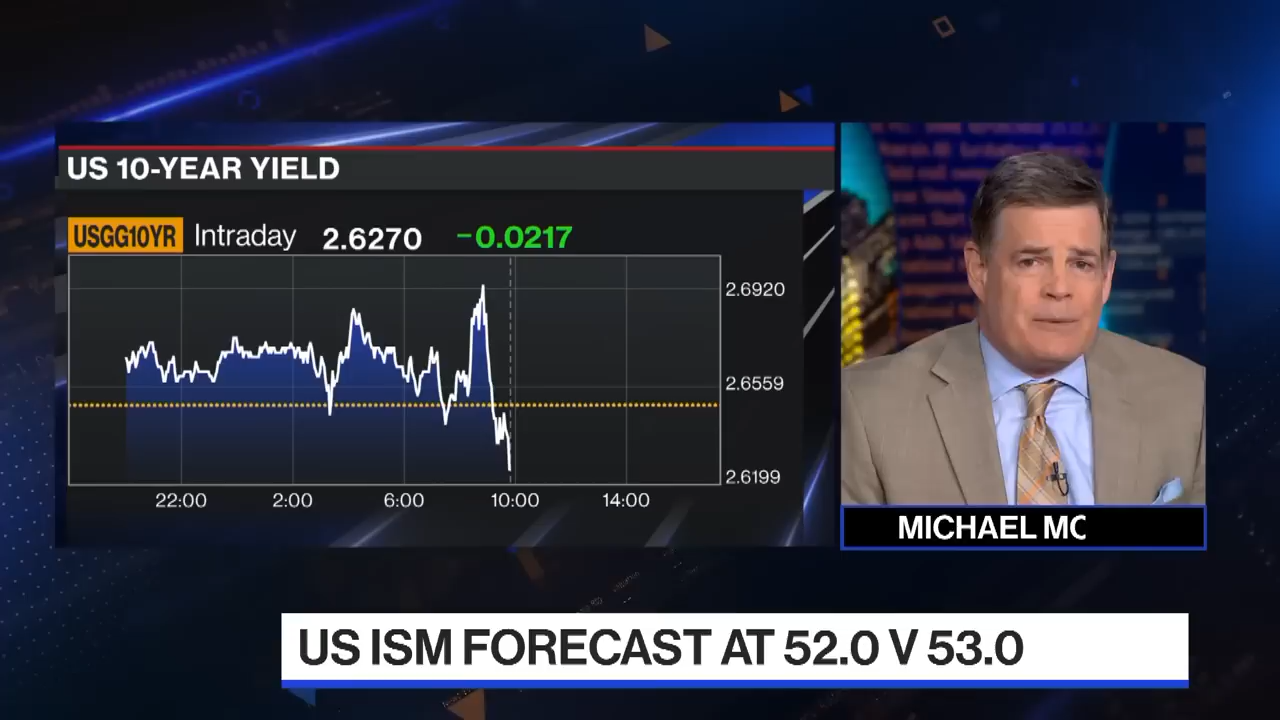 US 10-YEAR YIELD
USGG10YR Intraday 2.6270 -0.0217
2.6920
2.6559
2.6199
22:00 2:00 6:00 10:00 14:00
MICHAEL MC
US ISM FORECAST AT 52.0 V 53.0